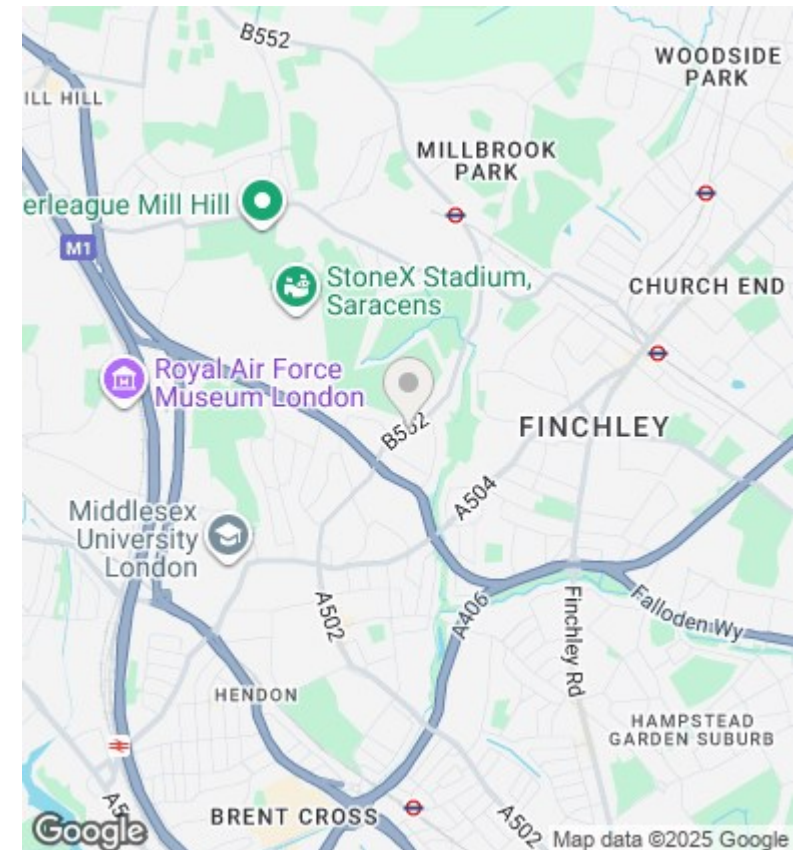 B552
WOODSIDE
PARK
ILL HILL
MILLBROOK
PARK
erleague Mill Hill
M1
StoneX Stadium,
Saracens
CHURCH END
Royal Air Force
Museum London
B552
FINCHLEY
A504
Middlesex
University
London
A502
A406
Finchley Rd
Falloden Wy
HENDON
HAMPSTEAD
GARDEN SUBURB
A5
BRENT CROSS
A502
Google
Map data ©2025 Google